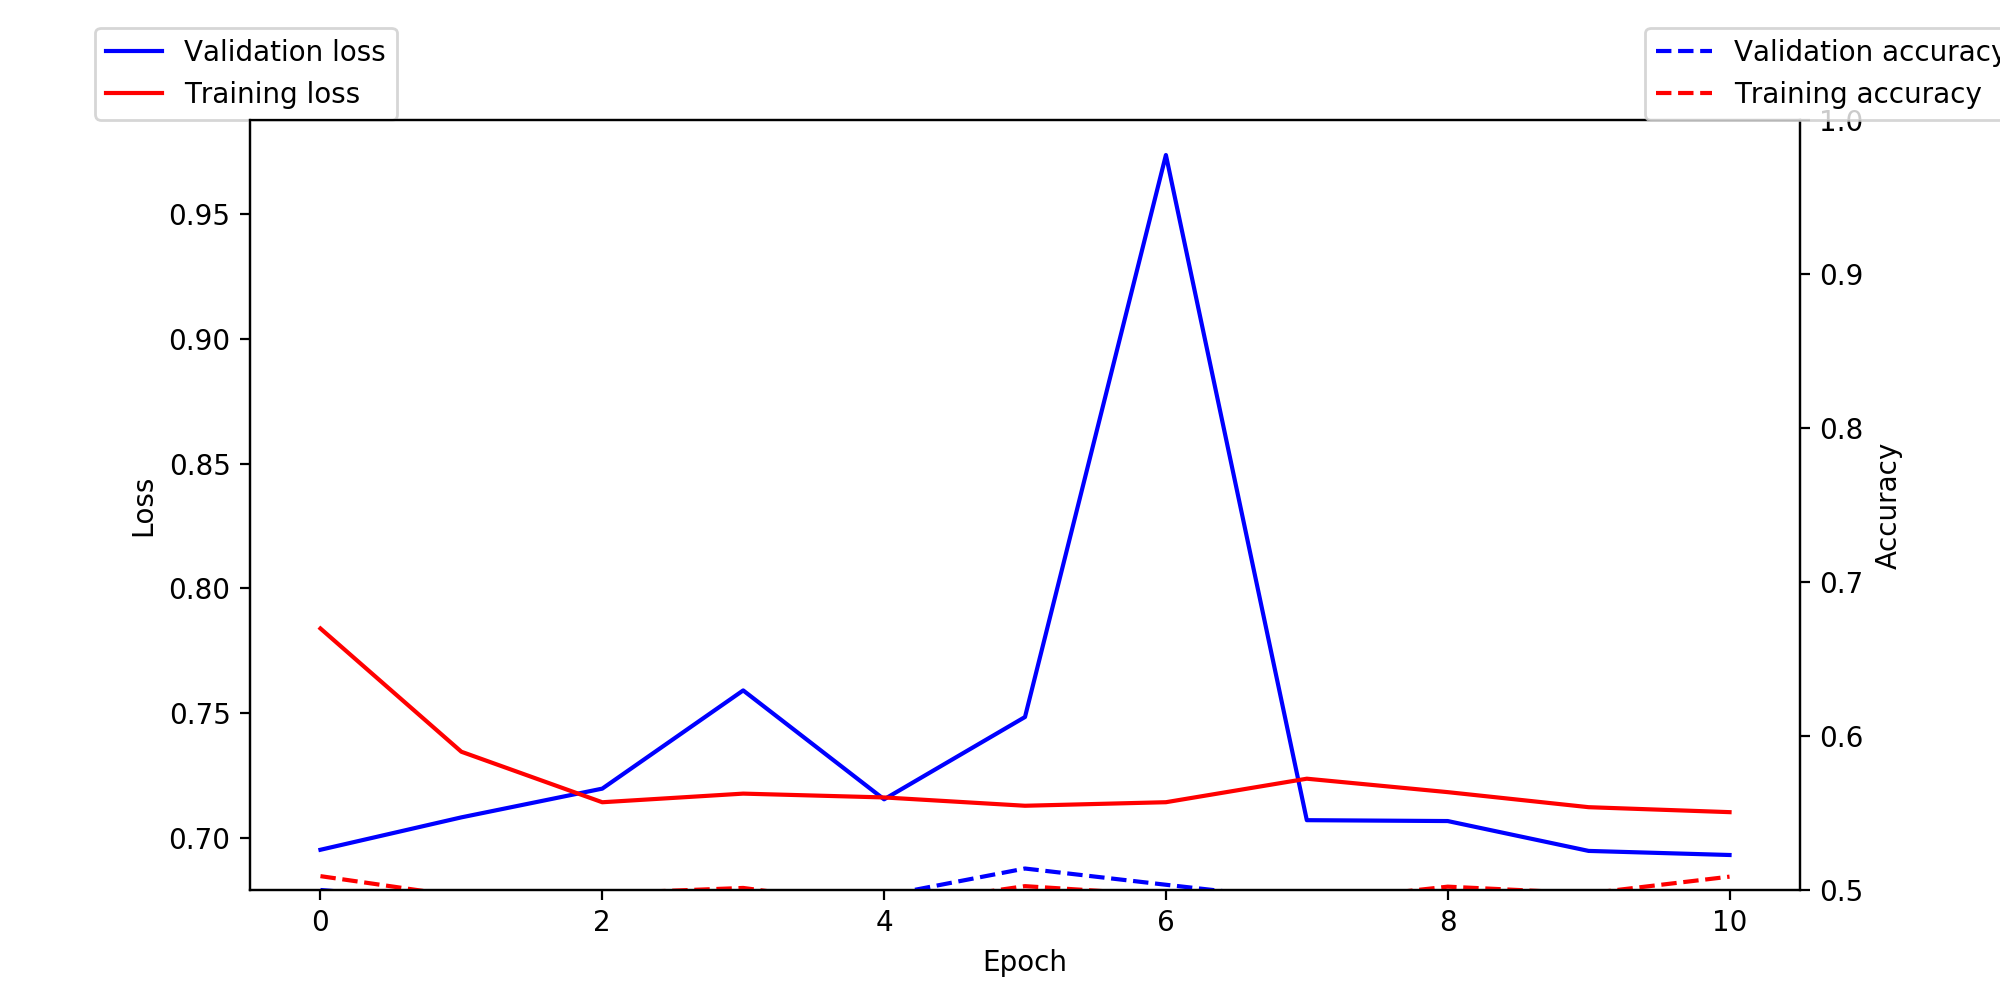 Validation loss
Training loss
Validation accuracy
Training accuracy
1.0
0.95
0.9
0.90
0.8
0.85
Loss
Accuracy
0.80
0.7
0.75
0.6
0.70
0.5
0 2 4 6 8 10
Epoch